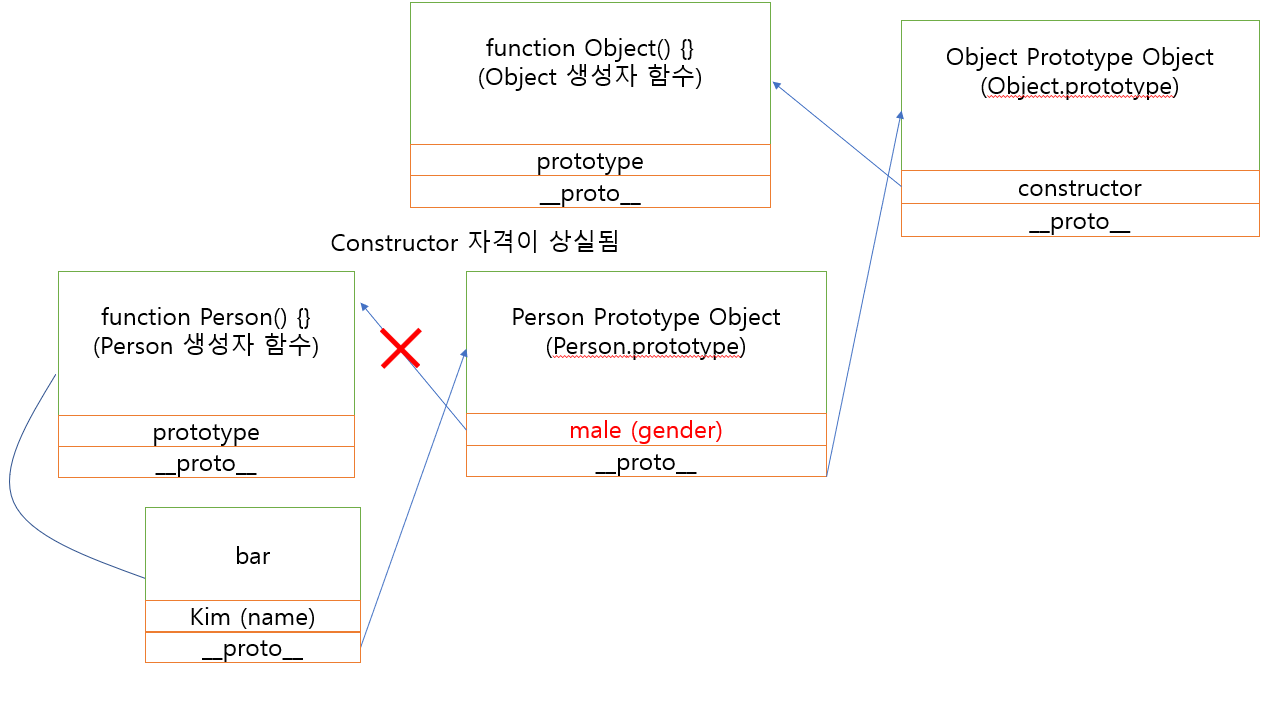 function Object() {}
(Object 생성자 함수)
prototype
__proto__
Object Prototype Object
(Object.prototype)
constructor
__proto__
Constructor 자격이 상실됨
function Person() {}
(Person 생성자 함수)
prototype
__proto__
Person Prototype Object
(Person.prototype)
male (gender)
__proto__
bar
Kim (name)
__proto__